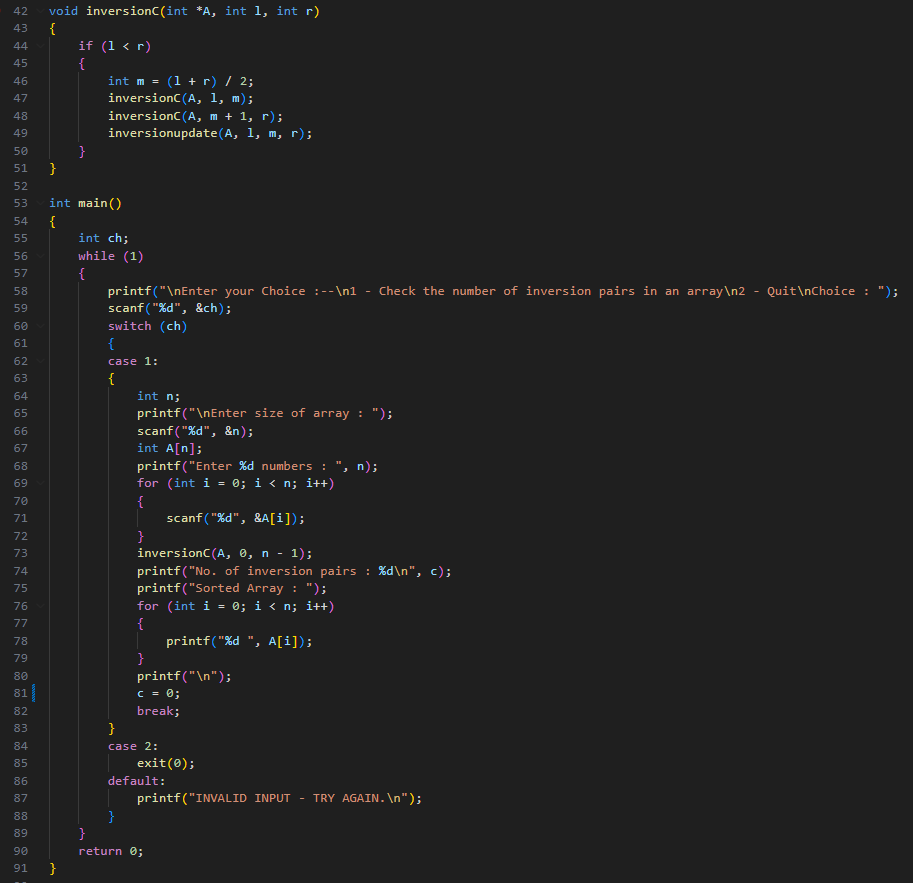 42 void inversionC(int *A, int l, int r)
43 {
44     if (l < r)
45     {
46         int m = (l + r) / 2;
47         inversionC(A, l, m);
48         inversionC(A, m + 1, r);
49         inversionupdate(A, l, m, r);
50     }
51 }
52
53 int main()
54 {
55     int ch;
56     while (1)
57     {
58         printf("\nEnter your Choice :--\n1 - Check the number of inversion pairs in an array\n2 - Quit\nChoice : ");
59         scanf("%d", &ch);
60         switch (ch)
61         {
62         case 1:
63         {
64             int n;
65             printf("\nEnter size of array : ");
66             scanf("%d", &n);
67             int A[n];
68             printf("Enter %d numbers : ", n);
69             for (int i = 0; i < n; i++)
70             {
71                 scanf("%d", &A[i]);
72             }
73             inversionC(A, 0, n - 1);
74             printf("No. of inversion pairs : %d\n", c);
75             printf("Sorted Array : ");
76             for (int i = 0; i < n; i++)
77             {
78                 printf("%d ", A[i]);
79             }
80             printf("\n");
81             c = 0;
82             break;
83         }
84         case 2:
85             exit(0);
86         default:
87             printf("INVALID INPUT - TRY AGAIN.\n");
88         }
89     }
90     return 0;
91 }